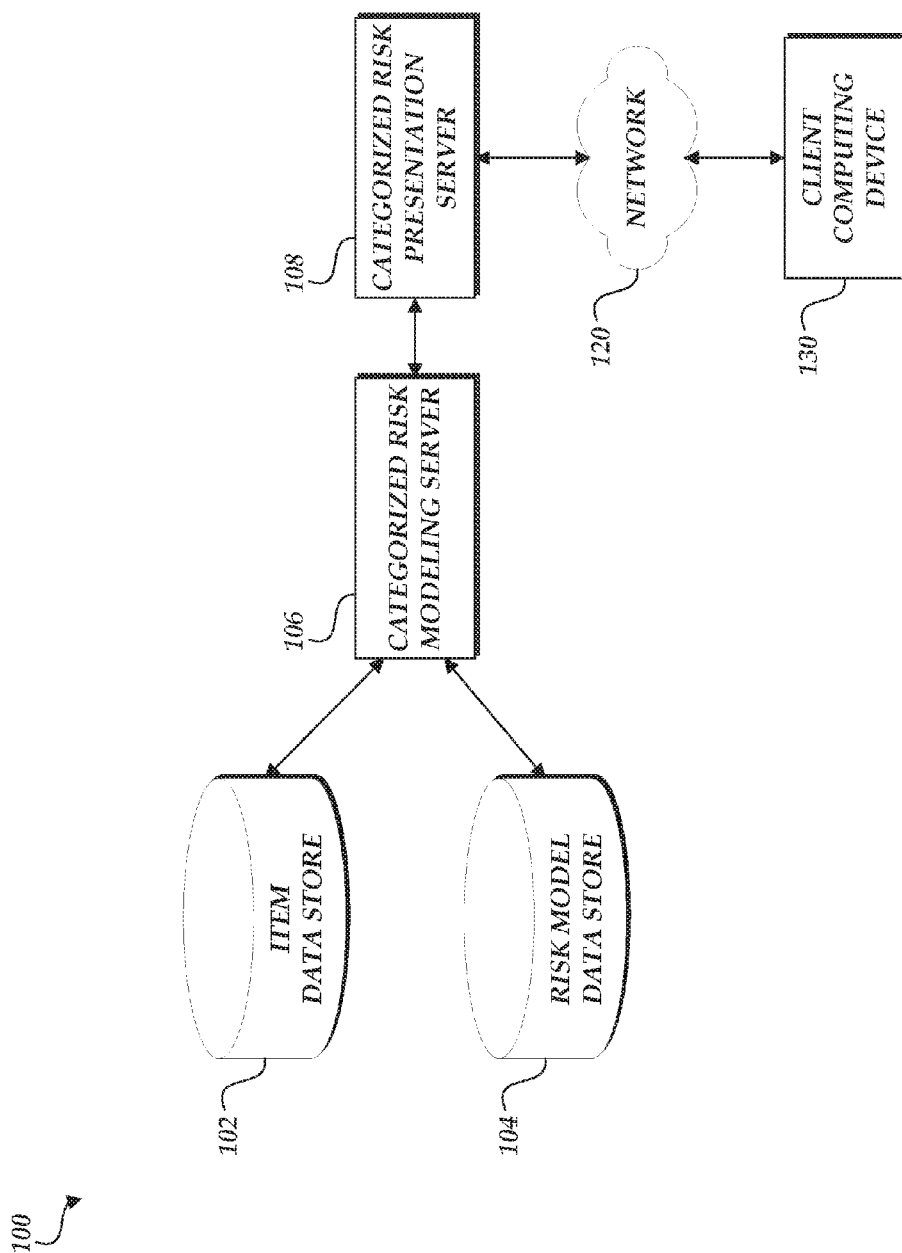 100
102
ITEM
DATA STORE
104
RISK MODEL
DATA STORE
106
CATEGORIZED RISK
MODELING SERVER
108
CATEGORIZED RISK
PRESENTATION
SERVER
120
NETWORK
130
CLIENT
COMPUTING
DEVICE